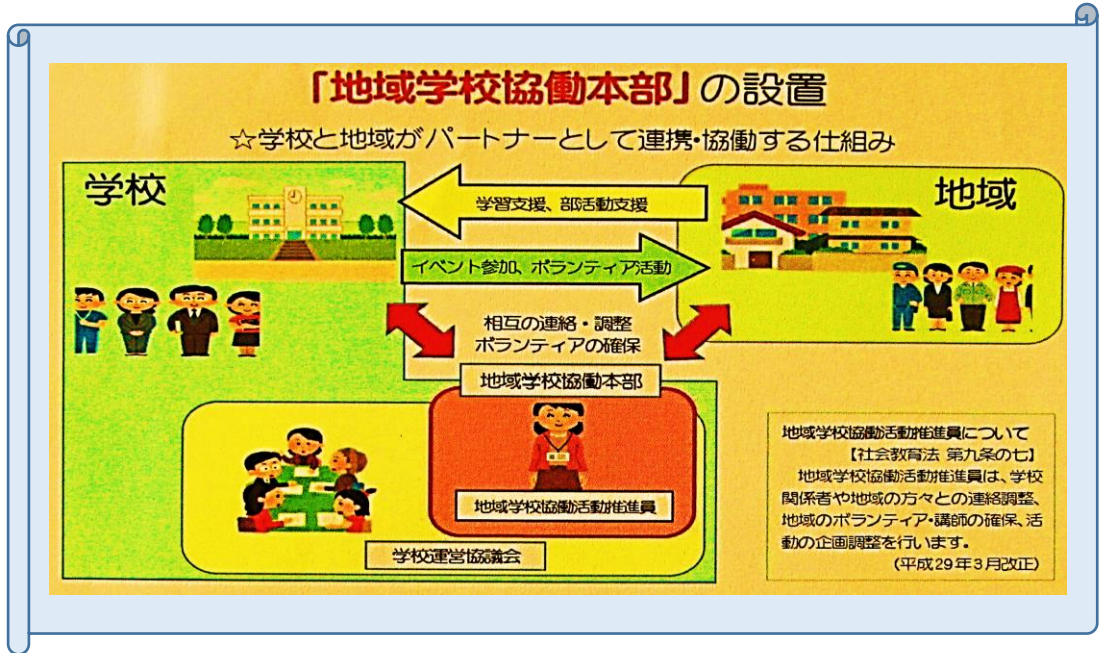 「地域学校協働本部」の設置
☆学校と地域がパートナーとして連携・協働する仕組み
学校
地域
学習支援、部活動支援
イベント参加、ボランティア活動
相互の連絡・調整
ボランティアの確保
地域学校協働本部
地域学校協働活動推進員
学校運営協議会
地域学校協働活動推進員について
【社会教育法 第九条の七】
地域学校協働活動推進員は、学校
関係者や地域の方々との連絡調整、
地域のボランティア・講師の確保、活
動の企画調整を行います。
(平成29年3月改正)